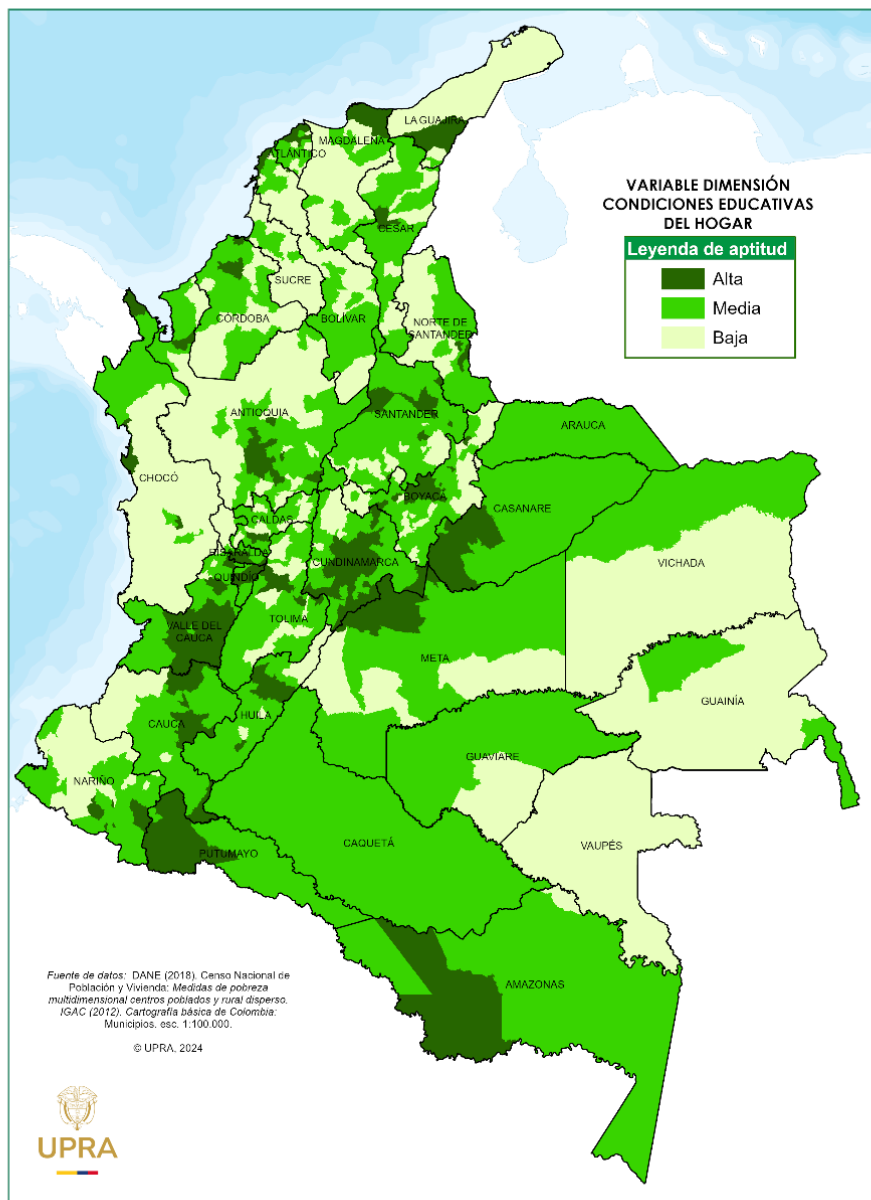 LA GUAJIRA
MAGDALENA
ATLÁNTICO
CESAR
SUCRE
CÓRDOBA
BOLÍVAR
NORTE DE
SANTANDER
ANTIOQUIA
SANTANDER
ARAUCA
CHOCÓ
BOYACÁ
CASANARE
CALDAS
RISARALDA
CUNDINAMARCA
VICHADA
QUINDÍO
TOLIMA
VALLE DEL
CAUCA
META
GUAINÍA
HUILA
CAUCA
GUAVIARE
NARIÑO
CAQUETÁ
VAUPÉS
PUTUMAYO
AMAZONAS
VARIABLE DIMENSIÓN
CONDICIONES EDUCATIVAS
DEL HOGAR
Leyenda de aptitud
Alta
Media
Baja
Fuente de datos: DANE (2018). Censo Nacional de
Población y Vivienda: Medidas de pobreza
multidimensional centros poblados y rural disperso.
IGAC (2012). Cartografía básica de Colombia:
Municipios. esc. 1:100.000.
© UPRA. 2024
UPRA